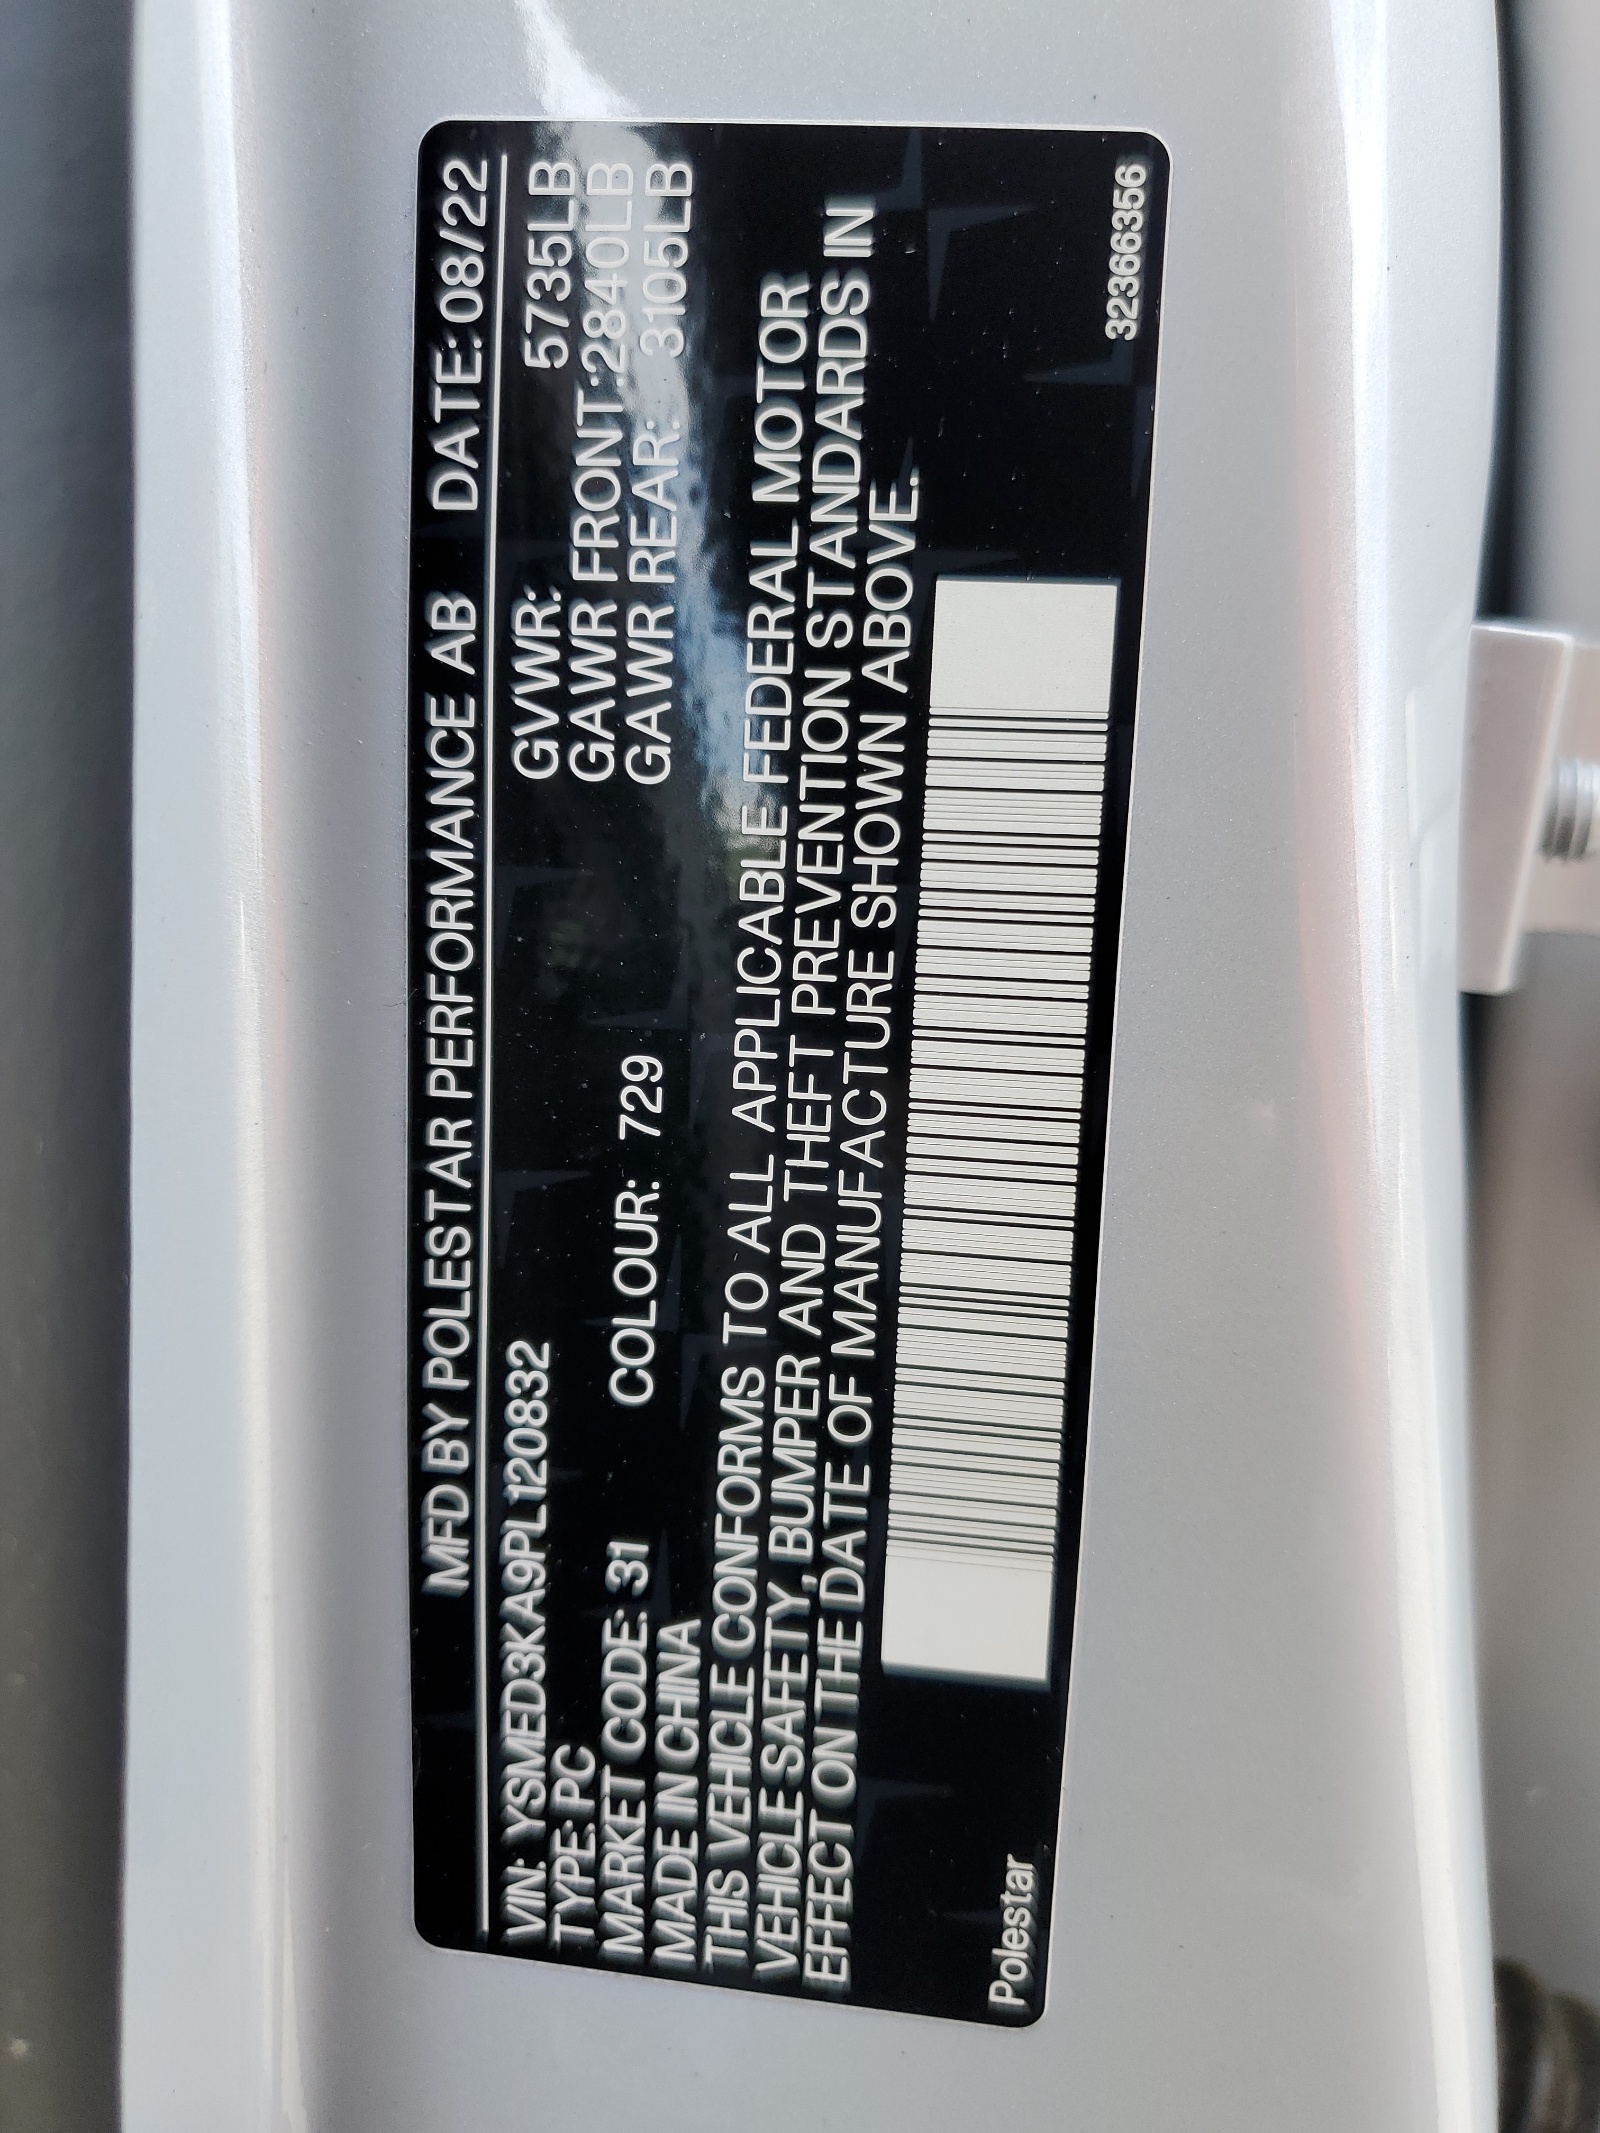 MFD BY POLESTAR PERFORMANCE AB DATE: 08/22
VIN: YSMED3KA9PL120832
TYPE: PC
MARKET CODE: 31 COLOUR: 729
MADE IN CHINA
GVWR: 5735LB
GAWR FRONT:2840LB
GAWR REAR: 3105LB
THIS VEHICLE CONFORMS TO ALL APPLICABLE FEDERAL MOTOR
VEHICLE SAFETY, BUMPER AND THEFT PREVENTION STANDARDS IN
EFFECT ON THE DATE OF MANUFACTURE SHOWN ABOVE.
Polestar
32366356